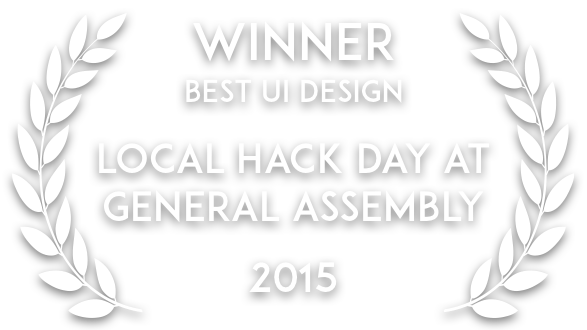 WINNER
BEST UI DESIGN
LOCAL HACK DAY AT
GENERAL ASSEMBLY
2015